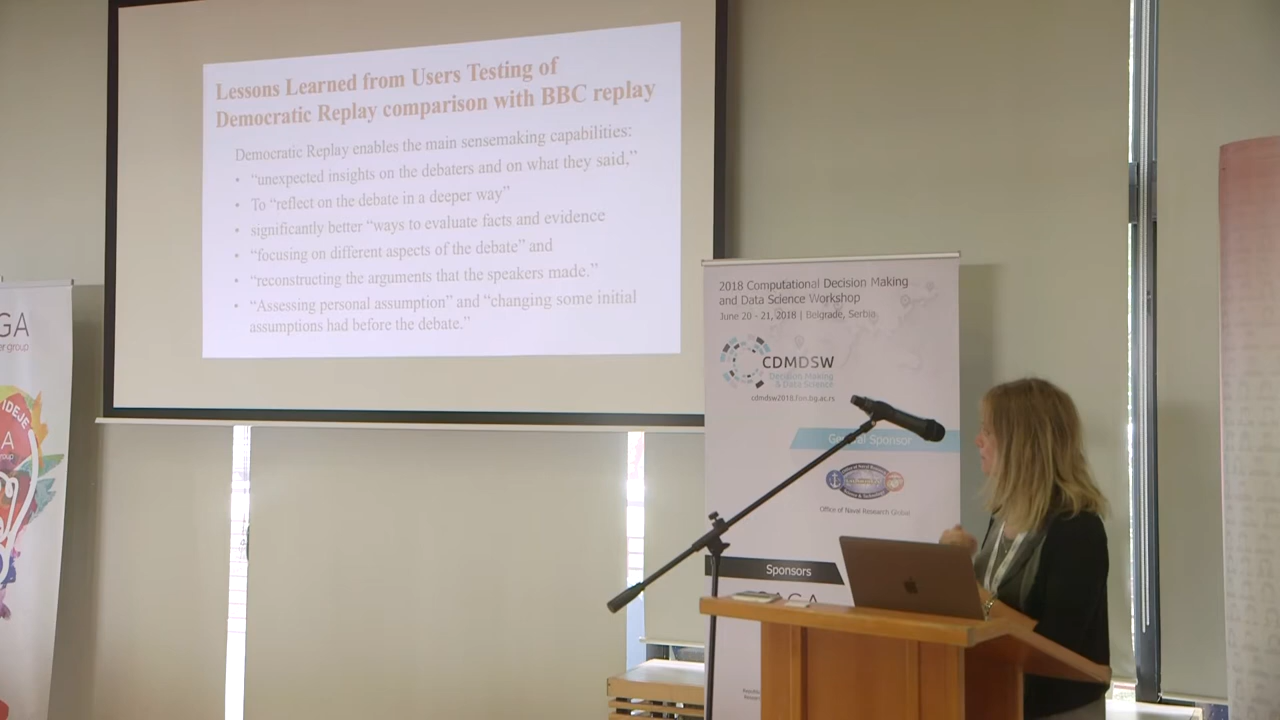 Lessons Learned from Users Testing of
Democratic Replay comparison with BBC replay
Democratic Replay enables the main sensemaking capabilities:
• “unexpected insights on the debaters and on what they said,”
• To “reflect on the debate in a deeper way”
• significantly better “ways to evaluate facts and evidence
• “focusing on different aspects of the debate” and
• “reconstructing the arguments that the speakers made.”
• “Assessing personal assumption” and “changing some initial
assumptions had before the debate.”
2018 Computational Decision Making
and Data Science Workshop
June 20 - 21, 2018 | Belgrade, Serbia
CDMDSW
Decision Making
& Data Science
cdmdsw2018.fon.bg.ac.rs
General Sponsor
Office of Naval Research Global
Sponsors
GA
group
IDEJE
A